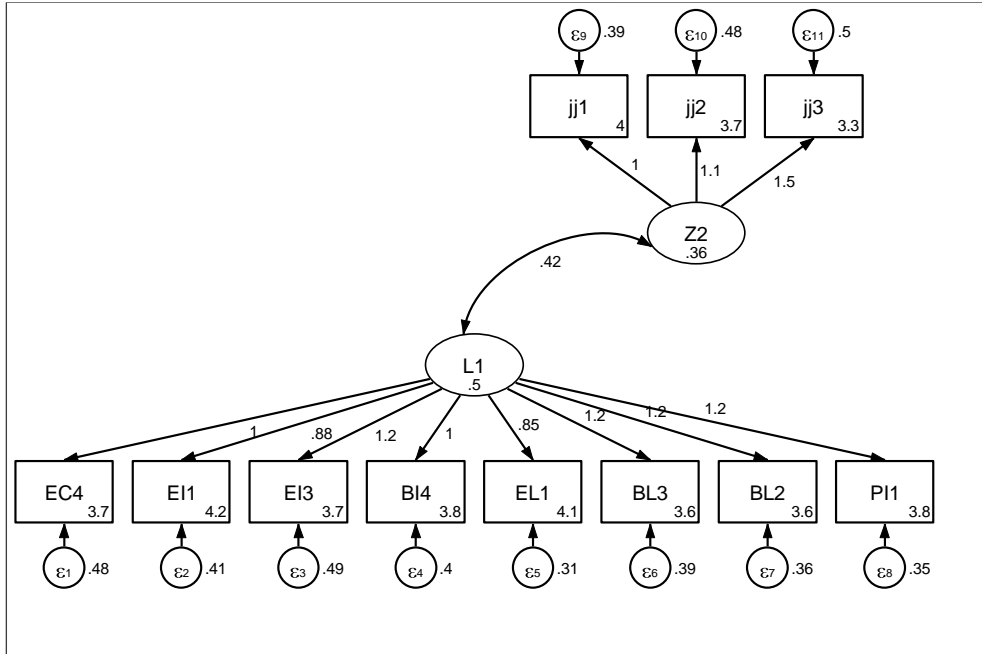 ε9 .39 ε10 .48 ε11 .5
jj1 4 jj2 3.7 jj3 3.3
1 1.1 1.5
Z2
.36
.42
L1
.5
1 .88 1.2 1 .85 1.2 1.2 1.2
EC4 3.7 EI1 4.2 EI3 3.7 BI4 3.8 EL1 4.1 BL3 3.6 BL2 3.6 PI1 3.8
ε1 .48 ε2 .41 ε3 .49 ε4 .4 ε5 .31 ε6 .39 ε7 .36 ε8 .35